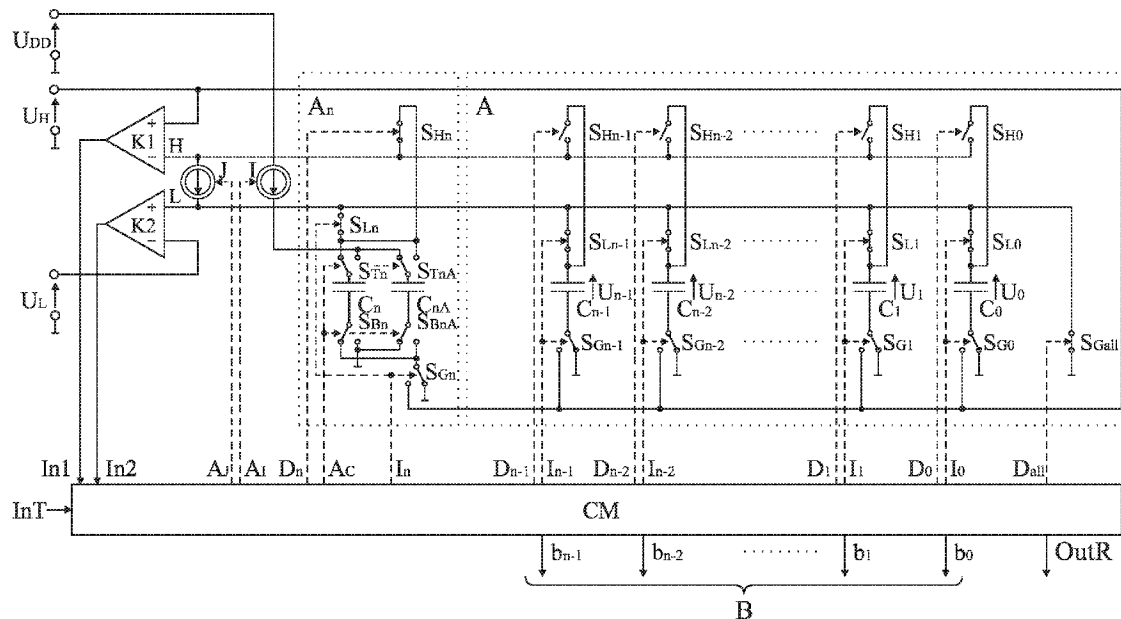 UDD
An
A
UH
K1
H
SHn
SHn-1
SHn-2
SH1
SH0
J
I
L
K2
SLn
SLn-1
SLn-2
SL1
SL0
STn
STnA
UL
Cn
CnA
Cn-1
Un-1
Cn-2
Un-2
C1
U1
C0
U0
SBn
SBnA
SGn
SGn-1
SGn-2
SG1
SG0
SGall
In1
In2
AJ
AI
Dn
AC
In
Dn-1
In-1
Dn-2
In-2
D1
I1
D0
I0
Dall
InT
CM
bn-1
bn-2
b1
b0
OutR
B